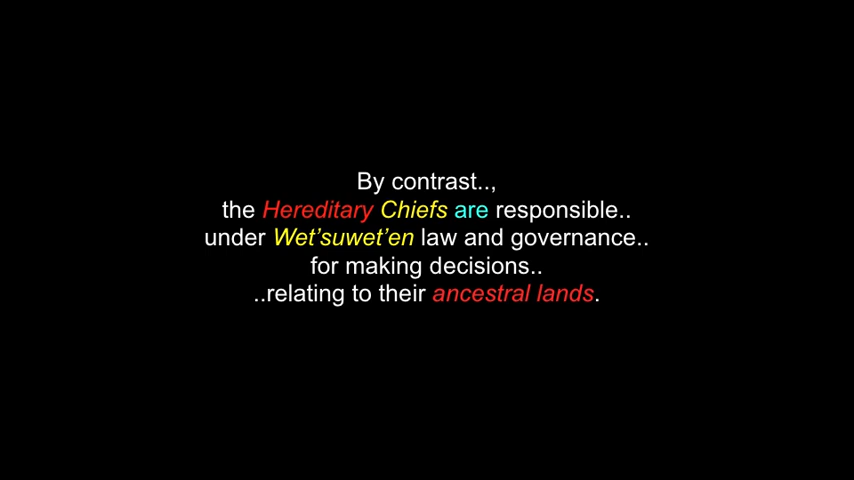 By contrast..,
the Hereditary Chiefs are responsible..
under Wet’suwet’en law and governance..
for making decisions..
..relating to their ancestral lands.